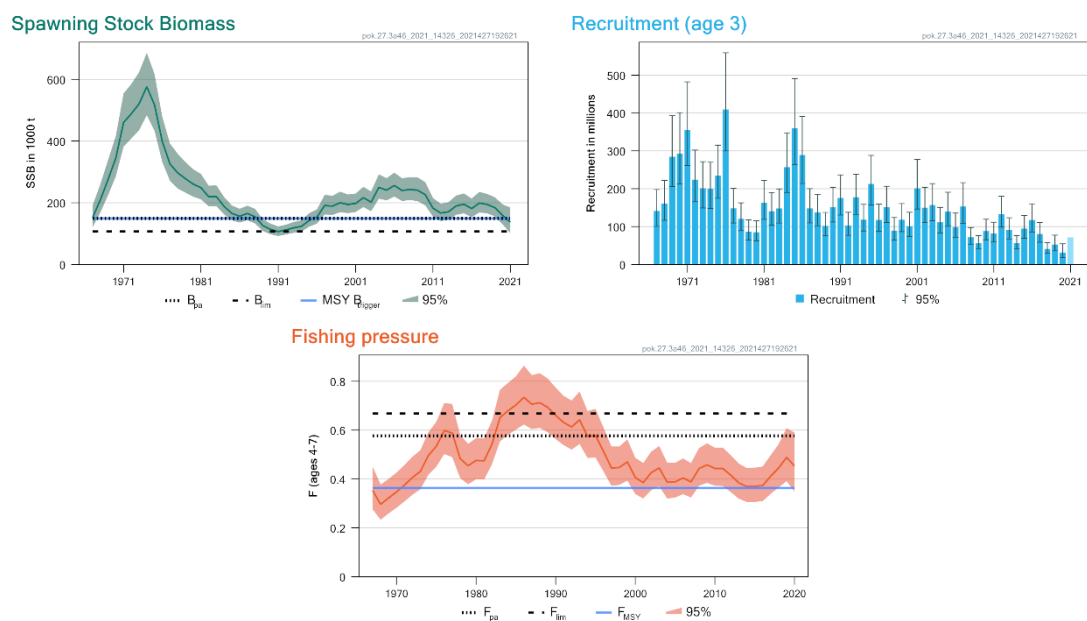 Spawning Stock Biomass
pok.27.3a46_2021_14326_2021427192621
SSB in 1000 t
600
400
200
0
1971
1981
1991
2001
2011
2021
Bpa
Blim
MSY Btrigger
95%
Recruitment (age 3)
pok.27.3a46_2021_14326_2021427192621
Recruitment in millions
500
400
300
200
100
0
1971
1981
1991
2001
2011
2021
Recruitment
95%
Fishing pressure
pok.27.3a46_2021_14326_2021427192621
F (ages 4-7)
0.8
0.6
0.4
0.2
0
1970
1980
1990
2000
2010
2020
Fpa
Flim
FMSY
95%